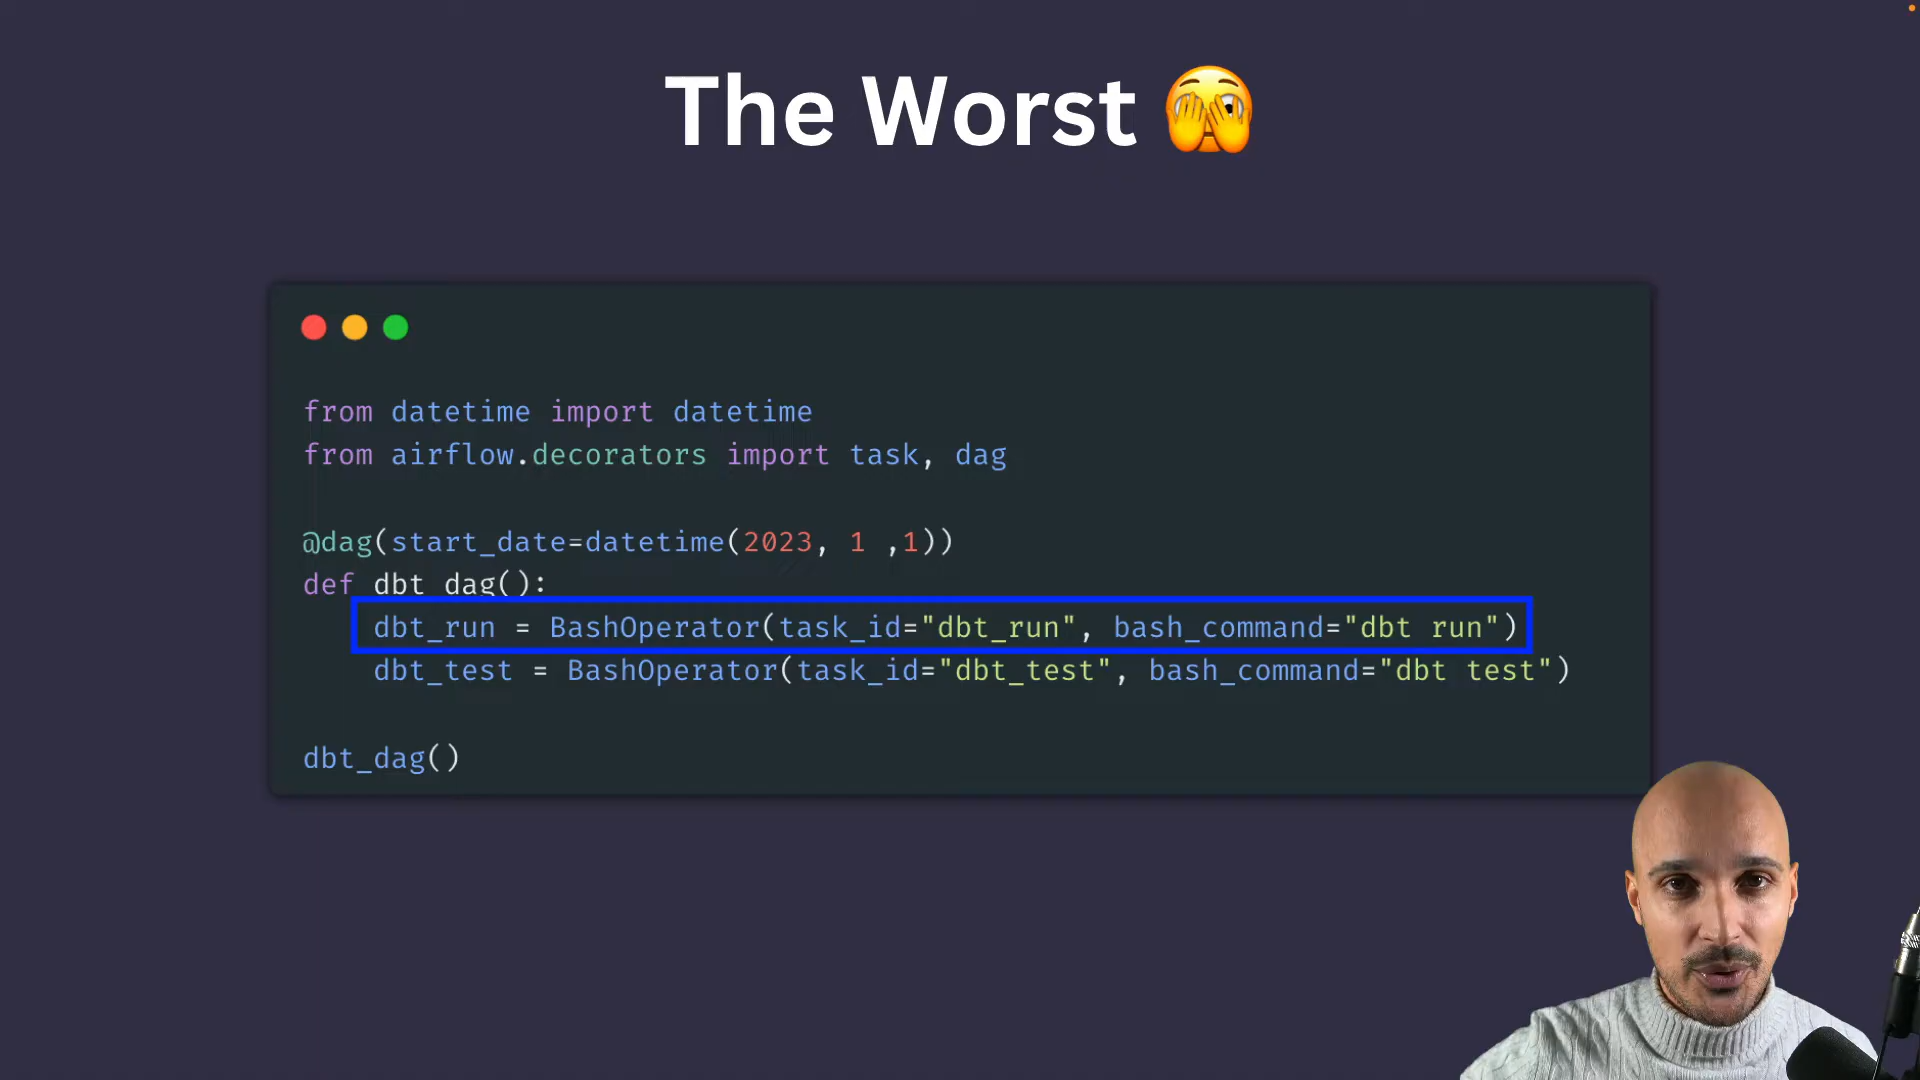 The Worst 🫣
from datetime import datetime
from airflow.decorators import task, dag
@dag(start_date=datetime(2023, 1 ,1))
def dbt_dag():
dbt_run = BashOperator(task_id="dbt_run", bash_command="dbt run")
dbt_test = BashOperator(task_id="dbt_test", bash_command="dbt test")
dbt_dag()